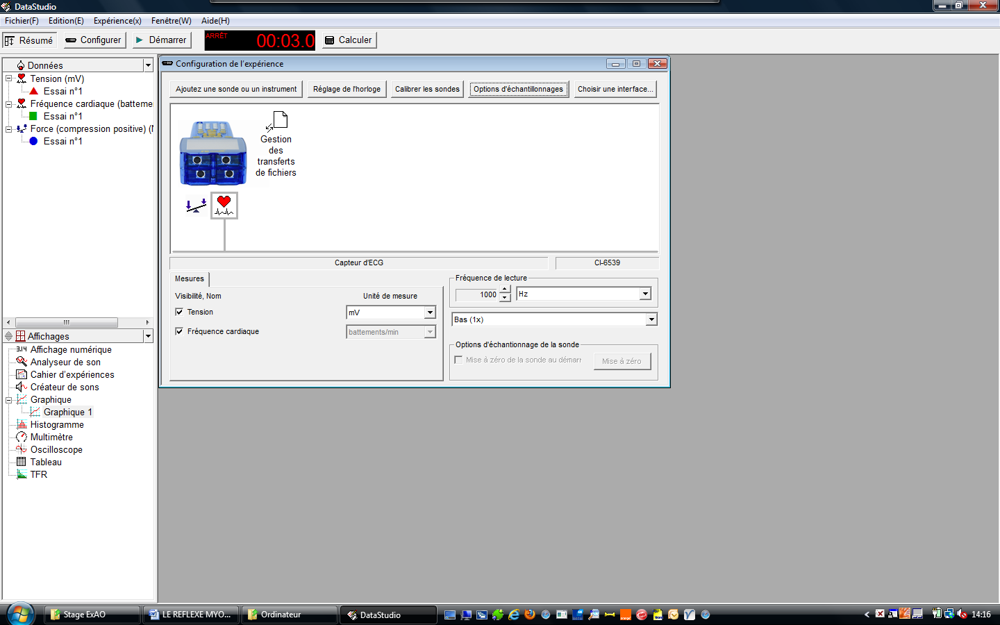 DataStudio
Fichier(F) Edition(E) Expérience(x) Fenêtre(W) Aide(H)
Résumé Configurer Démarrer ARRÊT 00:03.0 Calculer
Données
Tension (mV)
Essai n°1
Fréquence cardiaque (batteme
Essai n°1
Force (compression positive) (
Essai n°1
Affichages
3.14 Affichage numérique
Analyseur de son
Cahier d'expériences
Créateur de sons
Graphique
Graphique 1
Histogramme
Multimètre
Oscilloscope
Tableau
TFR
Configuration de l'expérience
Ajoutez une sonde ou un instrument Réglage de l'horloge Calibrer les sondes Options d'échantillonnages Choisir une interface...
Gestion
des
transferts
de fichiers
Capteur d'ECG CI-6539
Mesures
Visibilité, Nom Unité de mesure
Tension mV
Fréquence cardiaque battements/min
Fréquence de lecture
1000 Hz
Bas (1x)
Options d'échantionnage de la sonde
Mise à zéro de la sonde au démarr Mise à zéro
Stage ExAO LE REFLEXE MYO... Ordinateur DataStudio 14:16